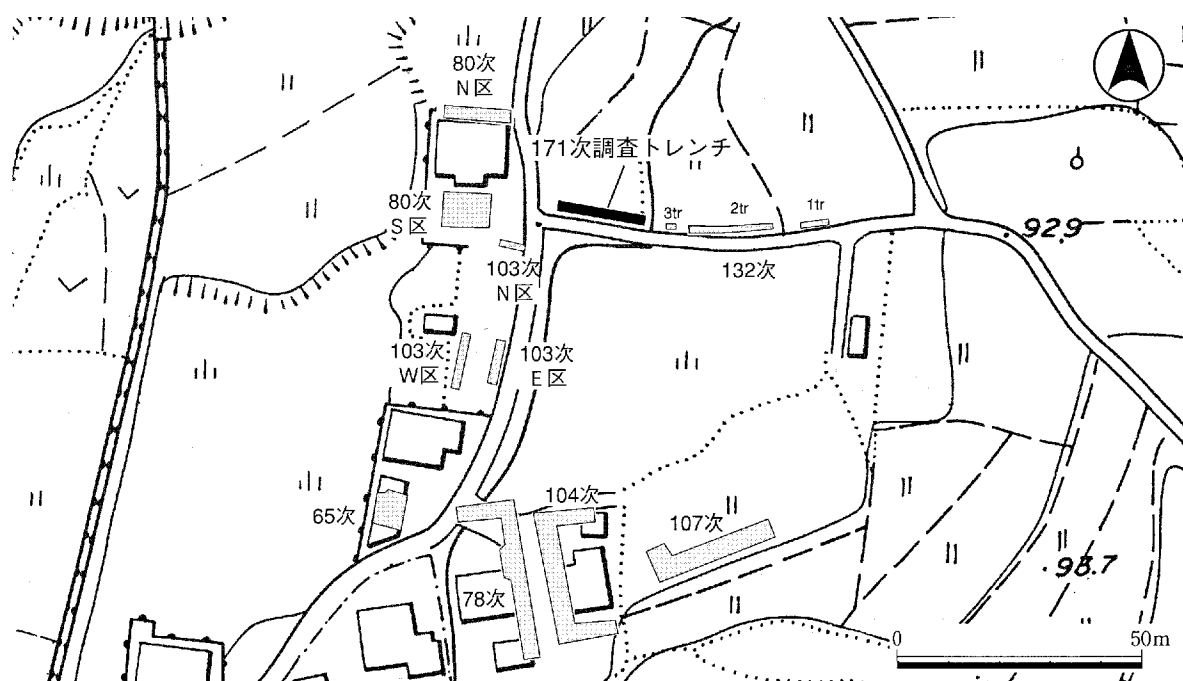 80次
N区
171次調査トレンチ
80次
S区
3tr
2tr
1tr
92.9
103次
N区
132次
103次
W区
103次
E区
65次
104次
107次
78次
98.7
0
50m